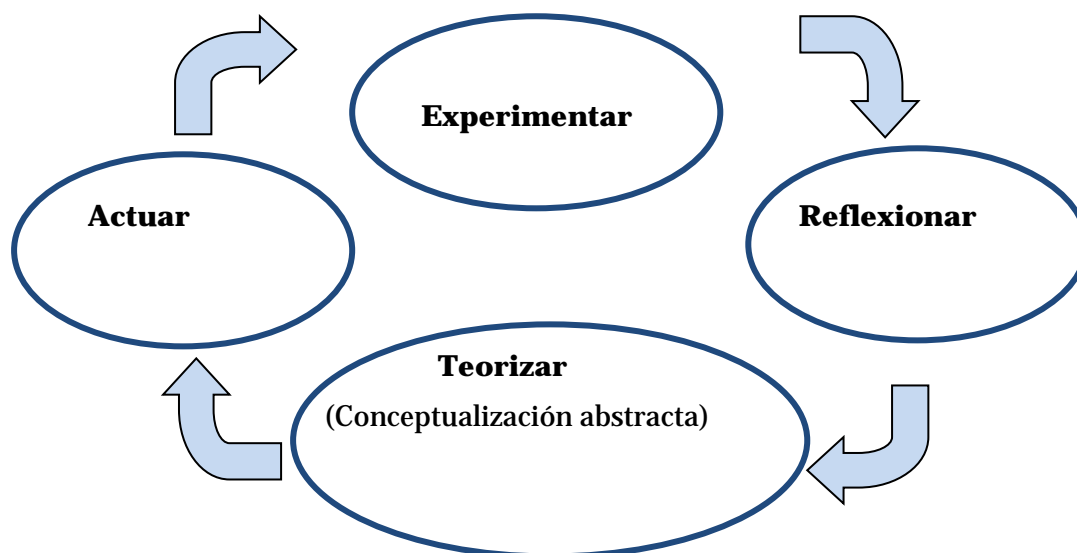 Experimentar
Actuar
Reflexionar
Teorizar
(Conceptualización abstracta)